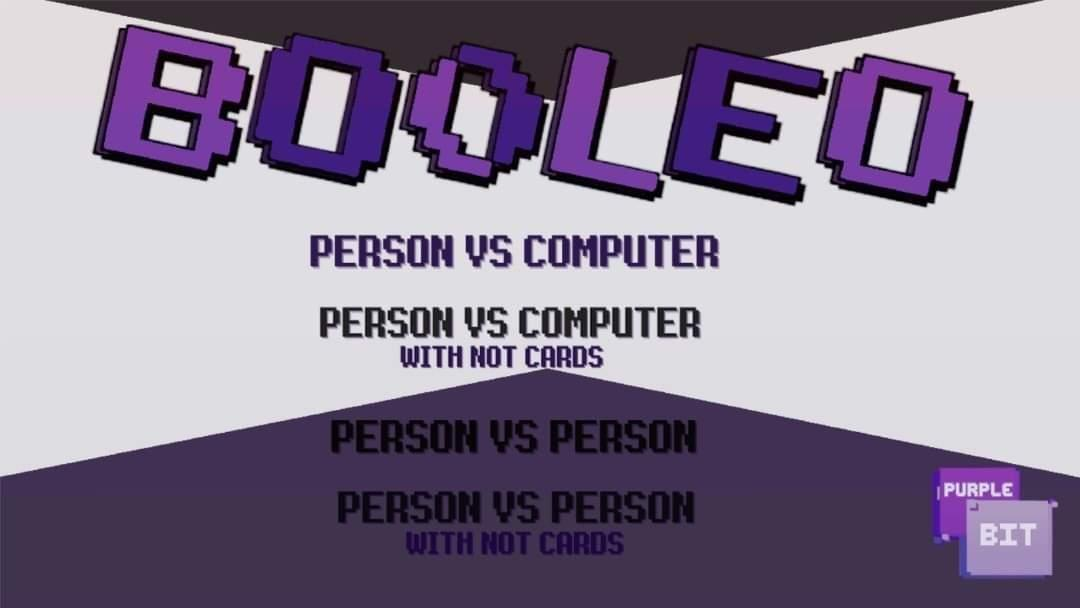 BOOLEO
PERSON VS COMPUTER
PERSON VS COMPUTER
WITH NOT CARDS
PERSON VS PERSON
PERSON VS PERSON
WITH NOT CARDS
PURPLE
BIT